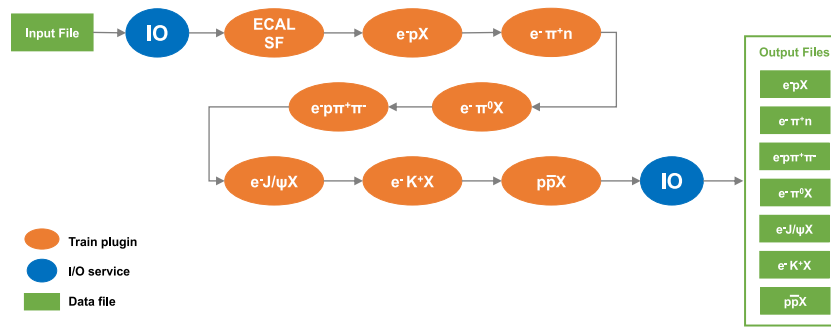 Input File
IO
ECAL
SF
e-pX
e- π⁺n
Output Files
e-pX
e- π⁺n
e-pπ⁺π-
e- π⁰X
e-J/ψX
e- K⁺X
pp̅X
e-pπ⁺π-
e- π⁰X
e-J/ψX
e- K⁺X
pp̅X
IO
Train plugin
I/O service
Data file